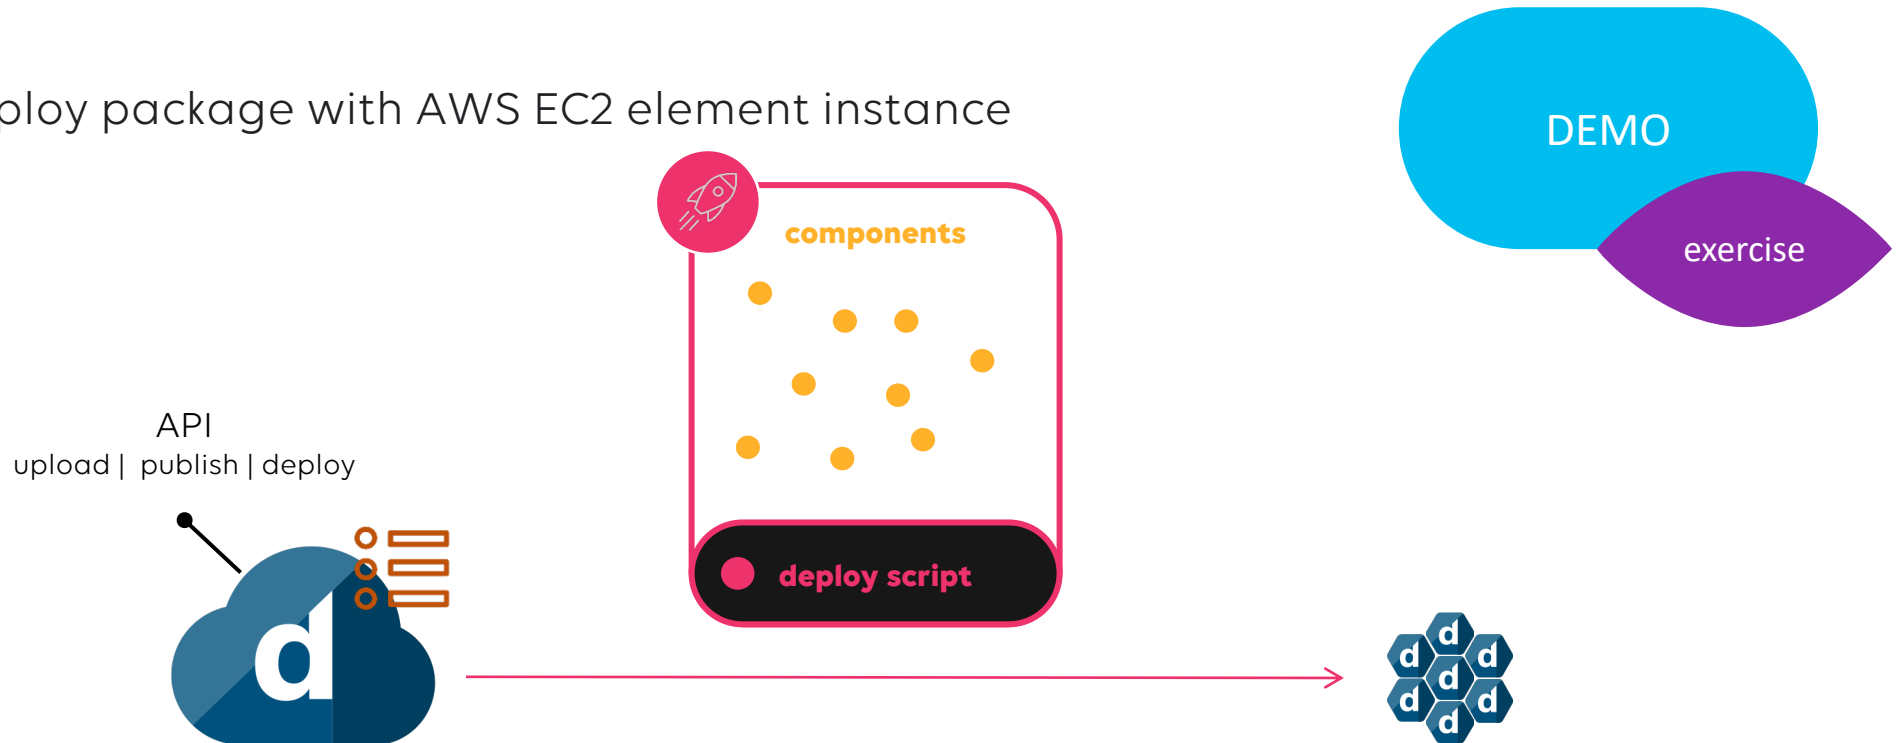 ploy package with AWS EC2 element instance
DEMO
exercise
components
API
upload | publish | deploy
deploy script
d
d
d
d
d
d
d
d